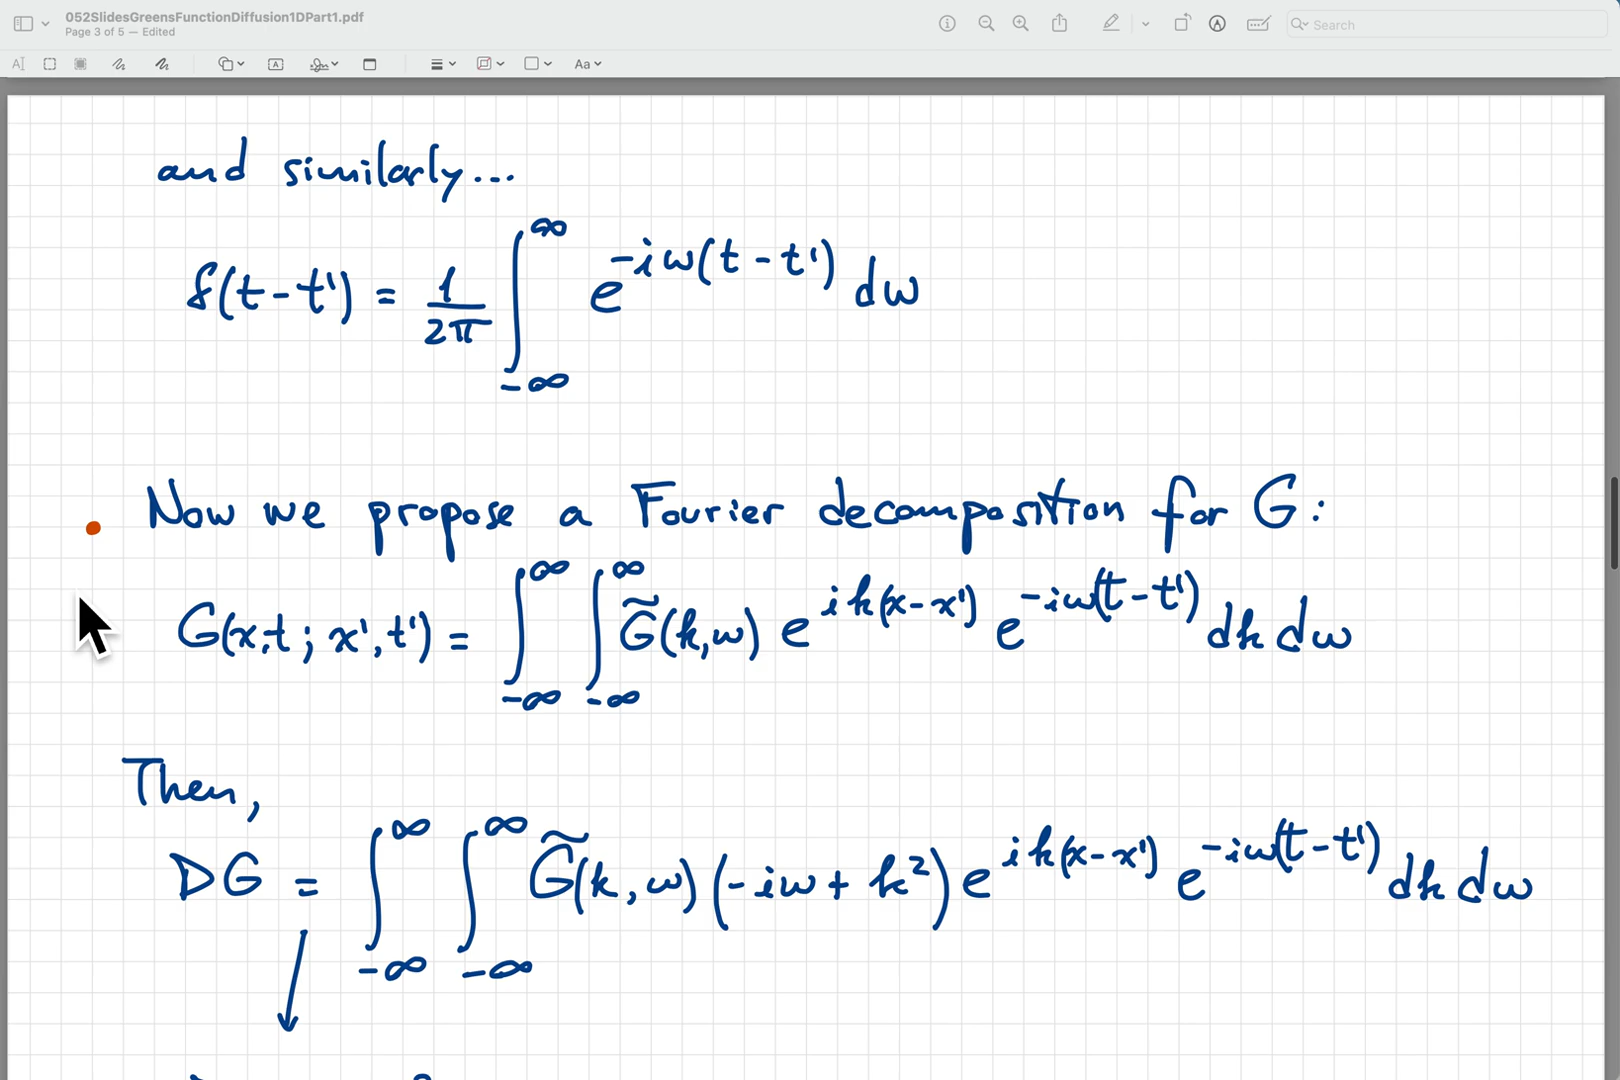 052SlidesGreensFunctionDiffusion1DPart1.pdf
Page 3 of 5 — Edited
Search
Aa
and similarly...
δ(t-t') = 1/2π ∫_{-∞}^{∞} e^{-iω(t-t')} dω
Now we propose a Fourier decomposition for G:
G(x,t; x',t') = ∫_{-∞}^{∞} ∫_{-∞}^{∞} G̃(k,ω) e^{ik(x-x')} e^{-iω(t-t')} dk dω
Then,
DG = ∫_{-∞}^{∞} ∫_{-∞}^{∞} G̃(k,ω) (-iω + k²) e^{ik(x-x')} e^{-iω(t-t')} dk dω